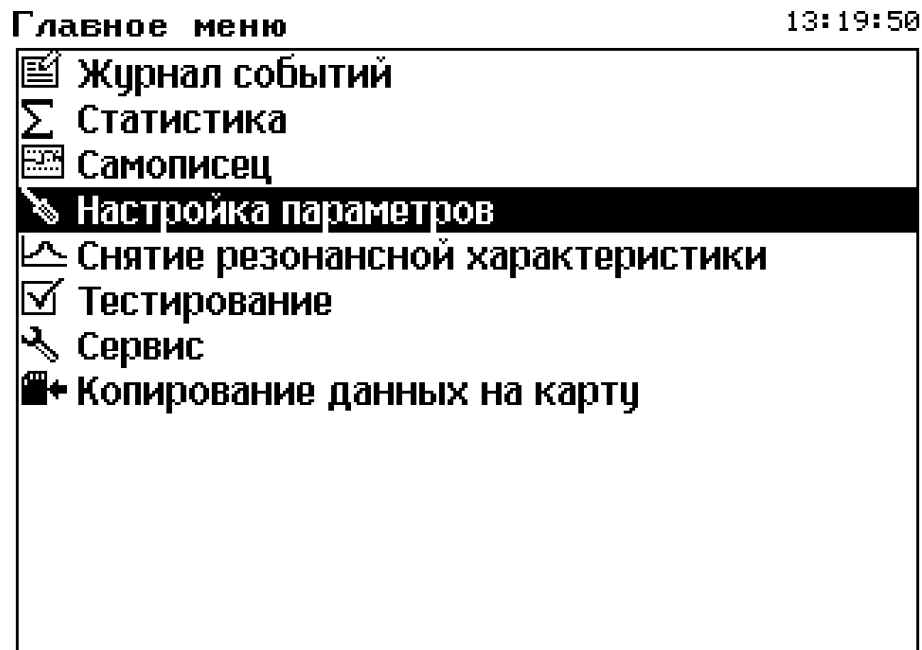 Главное меню 13:19:50
Журнал событий
Статистика
Самописец
Настройка параметров
Снятие резонансной характеристики
Тестирование
Сервис
Копирование данных на карту